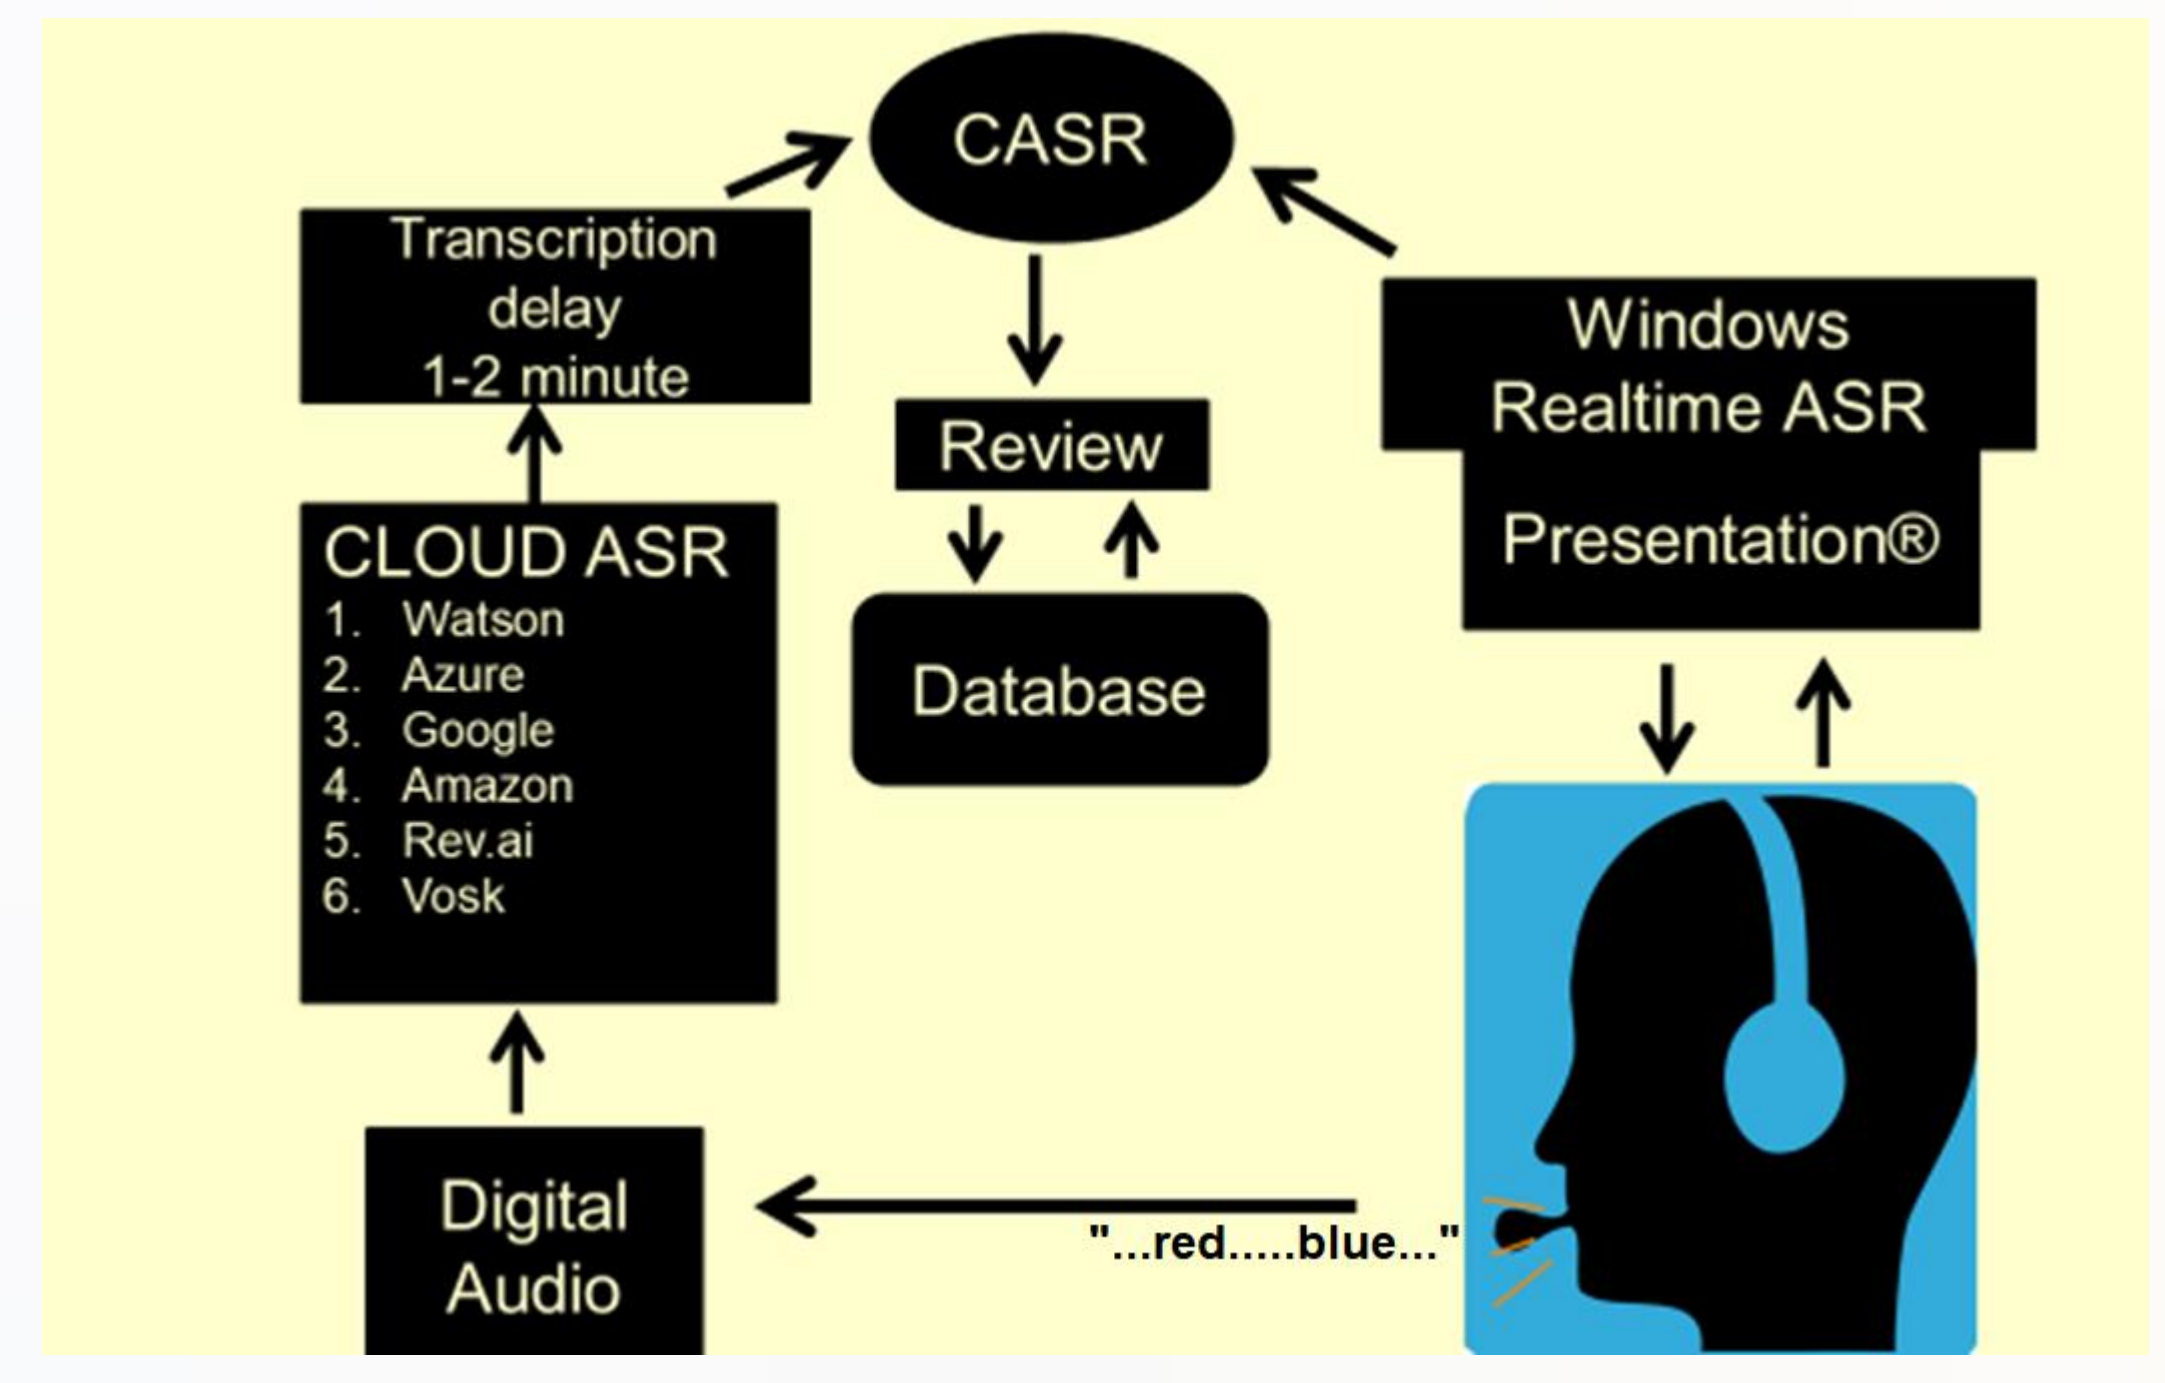 CASR
Transcription
delay
1-2 minute
Windows
Realtime ASR
Review
Presentation®
CLOUD ASR
1. Watson
2. Azure
3. Google
4. Amazon
5. Rev.ai
6. Vosk
Database
Digital
Audio
"...red.....blue..."